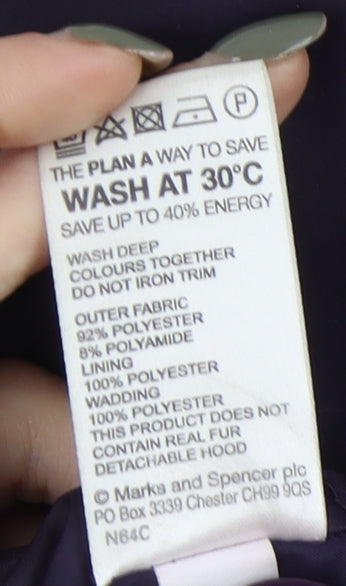 P
THE PLAN A WAY TO SAVE
WASH AT 30°C
SAVE UP TO 40% ENERGY
WASH DEEP
COLOURS TOGETHER
DO NOT IRON TRIM
OUTER FABRIC
92% POLYESTER
8% POLYAMIDE
LINING
100% POLYESTER
WADDING
100% POLYESTER
THIS PRODUCT DOES NOT
CONTAIN REAL FUR
DETACHABLE HOOD
© Marks and Spencer plc
PO Box 3339 Chester CH99 9QS
N64C